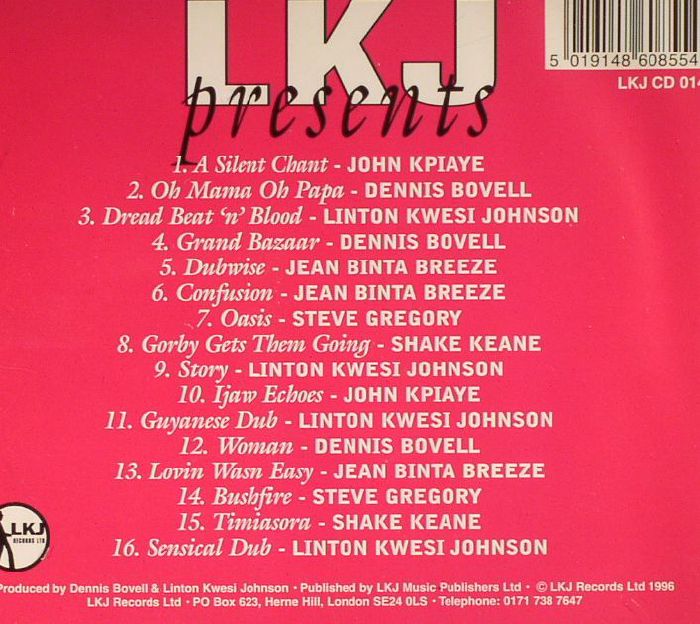 LKJ
presents
5 019148 608554
LKJ CD 014
1. A Silent Chant - JOHN KPIAYE
2. Oh Mama Oh Papa - DENNIS BOVELL
3. Dread Beat 'n' Blood - LINTON KWESI JOHNSON
4. Grand Bazaar - DENNIS BOVELL
5. Dubwise - JEAN BINTA BREEZE
6. Confusion - JEAN BINTA BREEZE
7. Oasis - STEVE GREGORY
8. Gorby Gets Them Going - SHAKE KEANE
9. Story - LINTON KWESI JOHNSON
10. Ijaw Echoes - JOHN KPIAYE
11. Guyanese Dub - LINTON KWESI JOHNSON
12. Woman - DENNIS BOVELL
13. Lovin Wasn Easy - JEAN BINTA BREEZE
14. Bushfire - STEVE GREGORY
15. Timiasora - SHAKE KEANE
16. Sensical Dub - LINTON KWESI JOHNSON
LKJ
RECORDS LTD
Produced by Dennis Bovell & Linton Kwesi Johnson • Published by LKJ Music Publishers Ltd • © LKJ Records Ltd 1996
LKJ Records Ltd • PO Box 623, Herne Hill, London SE24 0LS • Telephone: 0171 738 7647